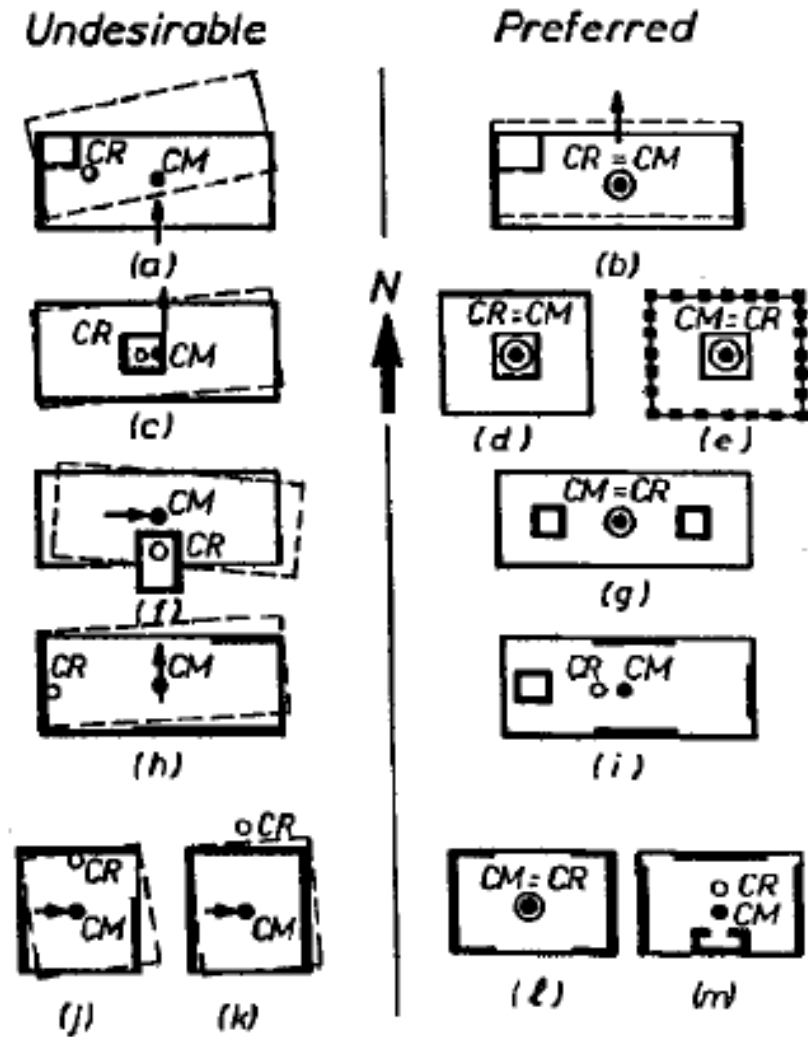 Undesirable Preferred
CR CM
CR = CM
(a)
(b)
N
CR CM
CR = CM CM = CR
(c)
(d) (e)
CM
CR
CM = CR
(f)
(g)
CR CM
CR CM
(h)
(i)
CR
CR
CM CM
CM = CR
CR
CM
(j) (k)
(l) (m)